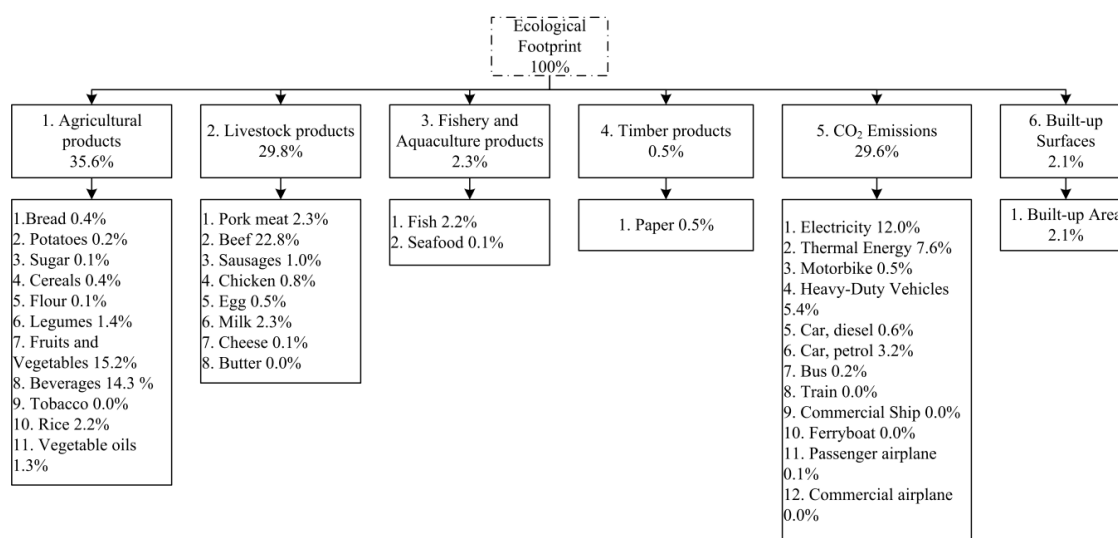 Ecological
Footprint
100%
1. Agricultural
products
35.6%
2. Livestock products
29.8%
3. Fishery and
Aquaculture products
2.3%
4. Timber products
0.5%
5. CO₂ Emissions
29.6%
6. Built-up
Surfaces
2.1%
1.Bread 0.4%
2. Potatoes 0.2%
3. Sugar 0.1%
4. Cereals 0.4%
5. Flour 0.1%
6. Legumes 1.4%
7. Fruits and
Vegetables 15.2%
8. Beverages 14.3 %
9. Tobacco 0.0%
10. Rice 2.2%
11. Vegetable oils
1.3%
1. Pork meat 2.3%
2. Beef 22.8%
3. Sausages 1.0%
4. Chicken 0.8%
5. Egg 0.5%
6. Milk 2.3%
7. Cheese 0.1%
8. Butter 0.0%
1. Fish 2.2%
2. Seafood 0.1%
1. Paper 0.5%
1. Electricity 12.0%
2. Thermal Energy 7.6%
3. Motorbike 0.5%
4. Heavy-Duty Vehicles
5.4%
5. Car, diesel 0.6%
6. Car, petrol 3.2%
7. Bus 0.2%
8. Train 0.0%
9. Commercial Ship 0.0%
10. Ferryboat 0.0%
11. Passenger airplane
0.1%
12. Commercial airplane
0.0%
1. Built-up Area
2.1%